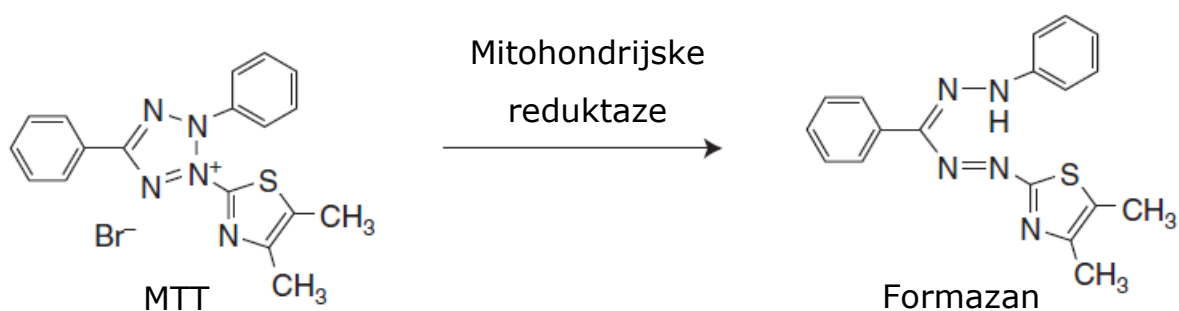 Mitohondrijske
reduktaze
N
N
N
N+
S
N
CH3
CH3
Br–
MTT
N
N
H
N
N
S
N
CH3
CH3
Formazan